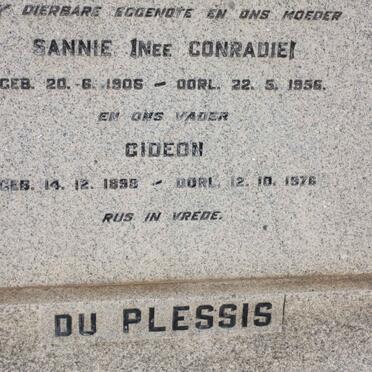 DIERBARE EGGENOTE EN ONS MOEDER
SANNIE [NEE CONRADIE]
GEB. 20. 6. 1906 - OORL. 22. 5. 1956.
EN ONS VADER
GIDEON
GEB. 14. 12. 1898 - OORL. 12. 10. 1976
RUS IN VREDE.
DU PLESSIS